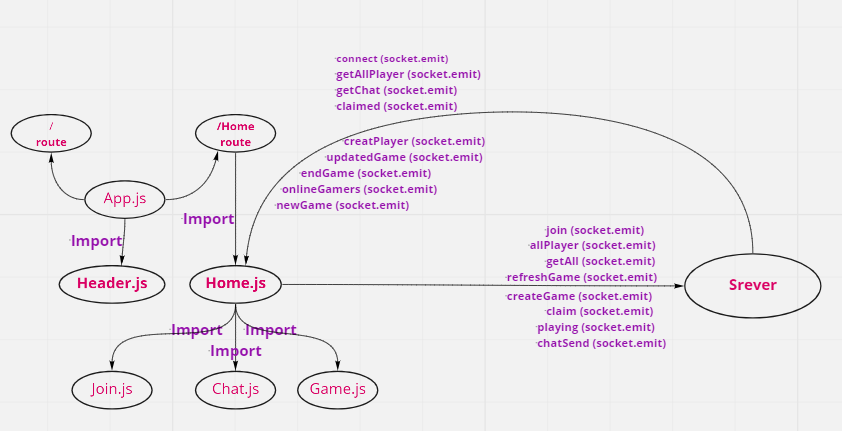 connect (socket.emit)
getAllPlayer (socket.emit)
getChat (socket.emit)
claimed (socket.emit)
/
route
/Home
route
creatPlayer (socket.emit)
updatedGame (socket.emit)
endGame (socket.emit)
onlineGamers (socket.emit)
newGame (socket.emit)
App.js
Import
Import
join (socket.emit)
allPlayer (socket.emit)
getAll (socket.emit)
refreshGame (socket.emit)
Header.js
Home.js
Srever
createGame (socket.emit)
claim (socket.emit)
playing (socket.emit)
chatSend (socket.emit)
Import
Import
Import
Join.js
Chat.js
Game.js